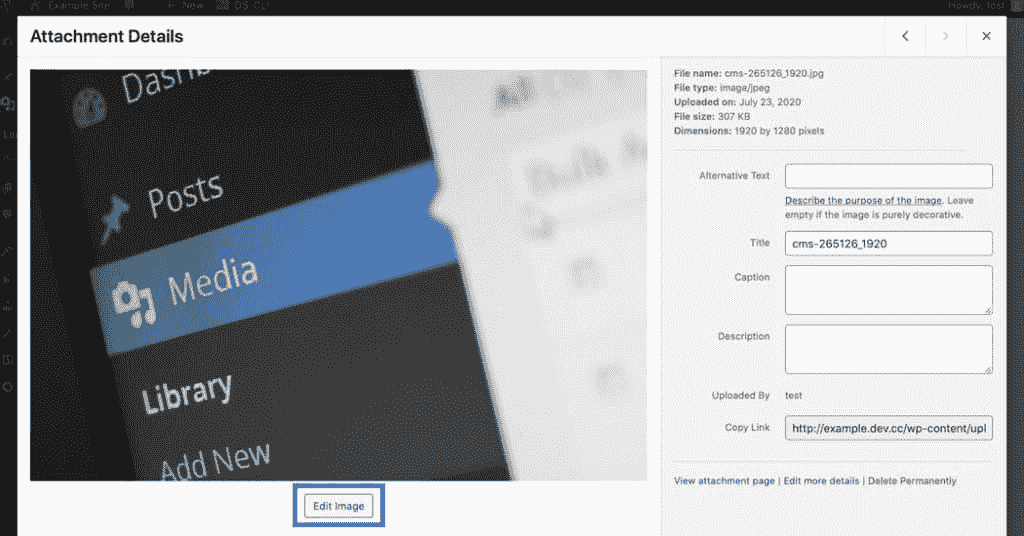 Example Site
New
Howdy, Test
Attachment Details
Dashb
Posts
Media
Library
Add New
File name: cms-265126_1920.jpg
File type: image/jpeg
Uploaded on: July 23, 2020
File size: 307 KB
Dimensions: 1920 by 1280 pixels
Alternative Text
Describe the purpose of the image. Leave
empty if the image is purely decorative.
Title
cms-265126_1920
Caption
Description
Uploaded By test
Copy Link
http://example.dev.cc/wp-content/upl
View attachment page | Edit more details | Delete Permanently
Edit Image